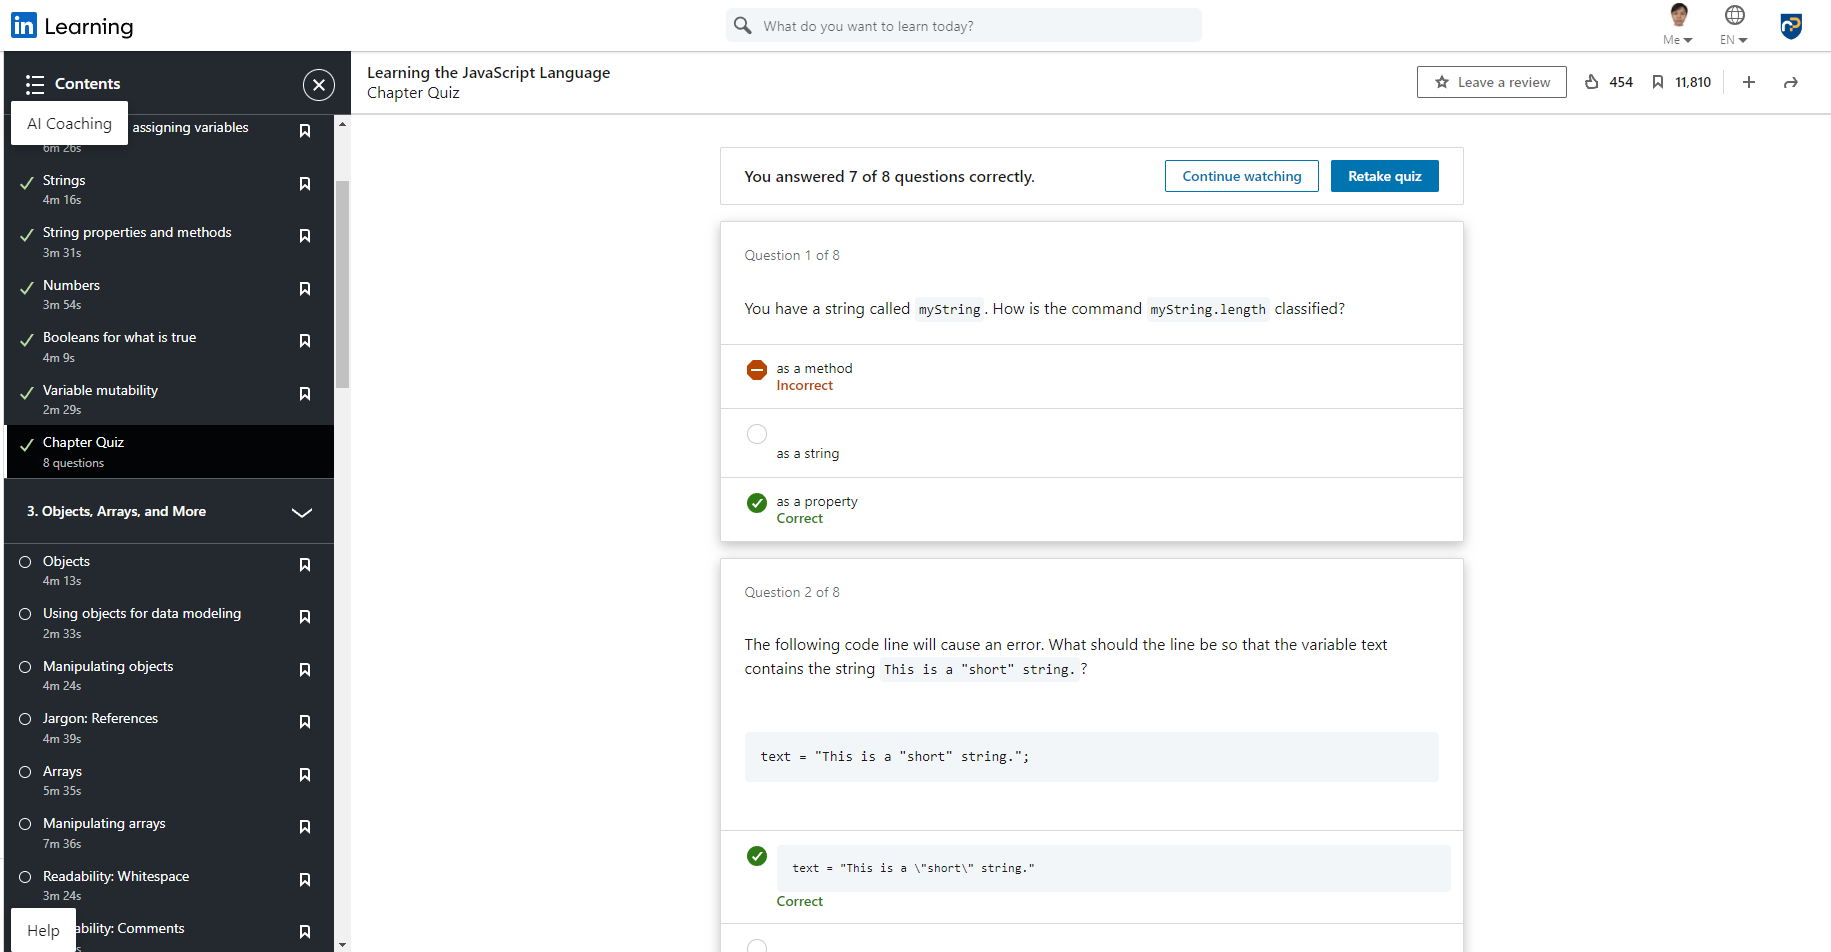 in Learning
What do you want to learn today?
Me
EN
Contents
AI Coaching
assigning variables
6m 26s
Strings
4m 16s
String properties and methods
3m 31s
Numbers
3m 54s
Booleans for what is true
4m 9s
Variable mutability
2m 29s
Chapter Quiz
8 questions
3. Objects, Arrays, and More
Objects
4m 13s
Using objects for data modeling
2m 33s
Manipulating objects
4m 24s
Jargon: References
4m 39s
Arrays
5m 35s
Manipulating arrays
7m 36s
Readability: Whitespace
3m 24s
Help
ability: Comments
s
Learning the JavaScript Language
Chapter Quiz
Leave a review
454
11,810
You answered 7 of 8 questions correctly.
Continue watching
Retake quiz
Question 1 of 8
You have a string called myString. How is the command myString.length classified?
as a method
Incorrect
as a string
as a property
Correct
Question 2 of 8
The following code line will cause an error. What should the line be so that the variable text
contains the string This is a "short" string. ?
text = "This is a "short" string.";
text = "This is a \"short\" string."
Correct